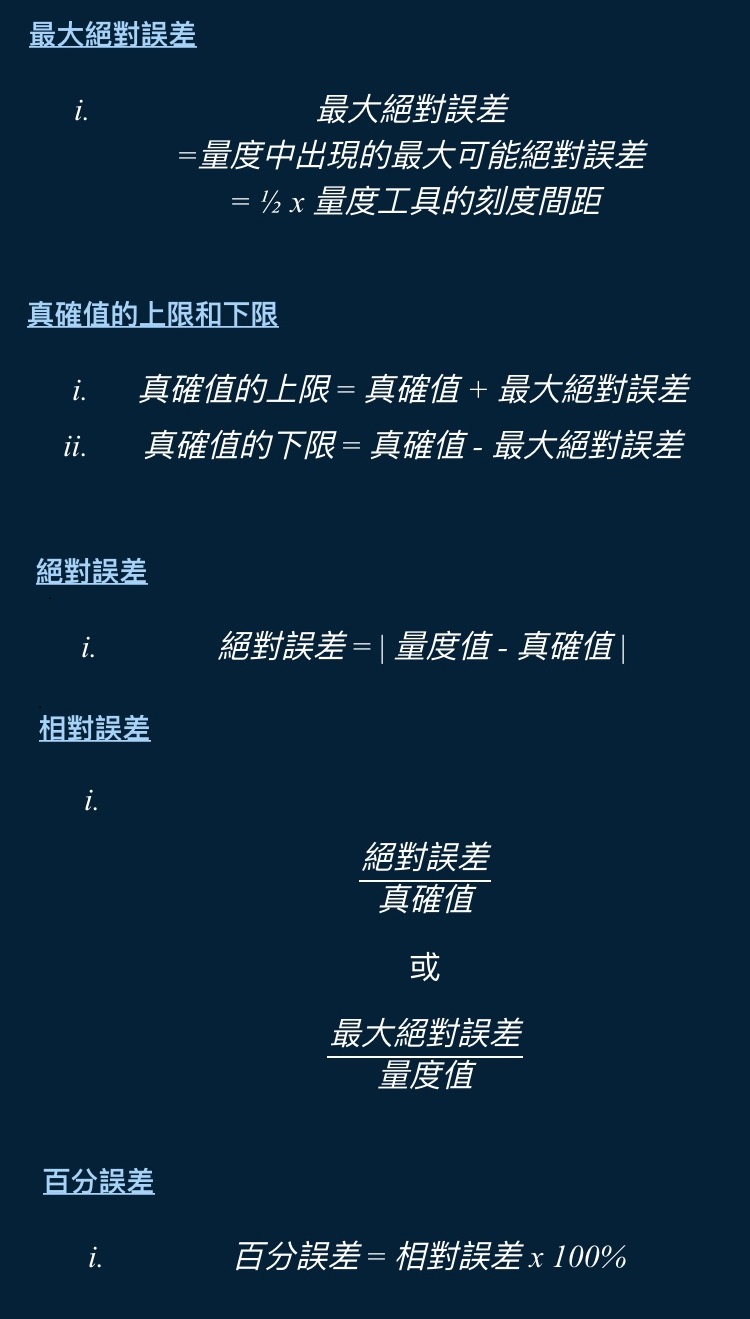 最大絕對誤差
i. 最大絕對誤差
=量度中出現的最大可能絕對誤差
= ½ x 量度工具的刻度間距
真確值的上限和下限
i. 真確值的上限 = 真確值 + 最大絕對誤差
ii. 真確值的下限 = 真確值 - 最大絕對誤差
絕對誤差
i. 絕對誤差 = | 量度值 - 真確值 |
相對誤差
i.
絕對誤差
真確值
或
最大絕對誤差
量度值
百分誤差
i. 百分誤差 = 相對誤差 x 100%